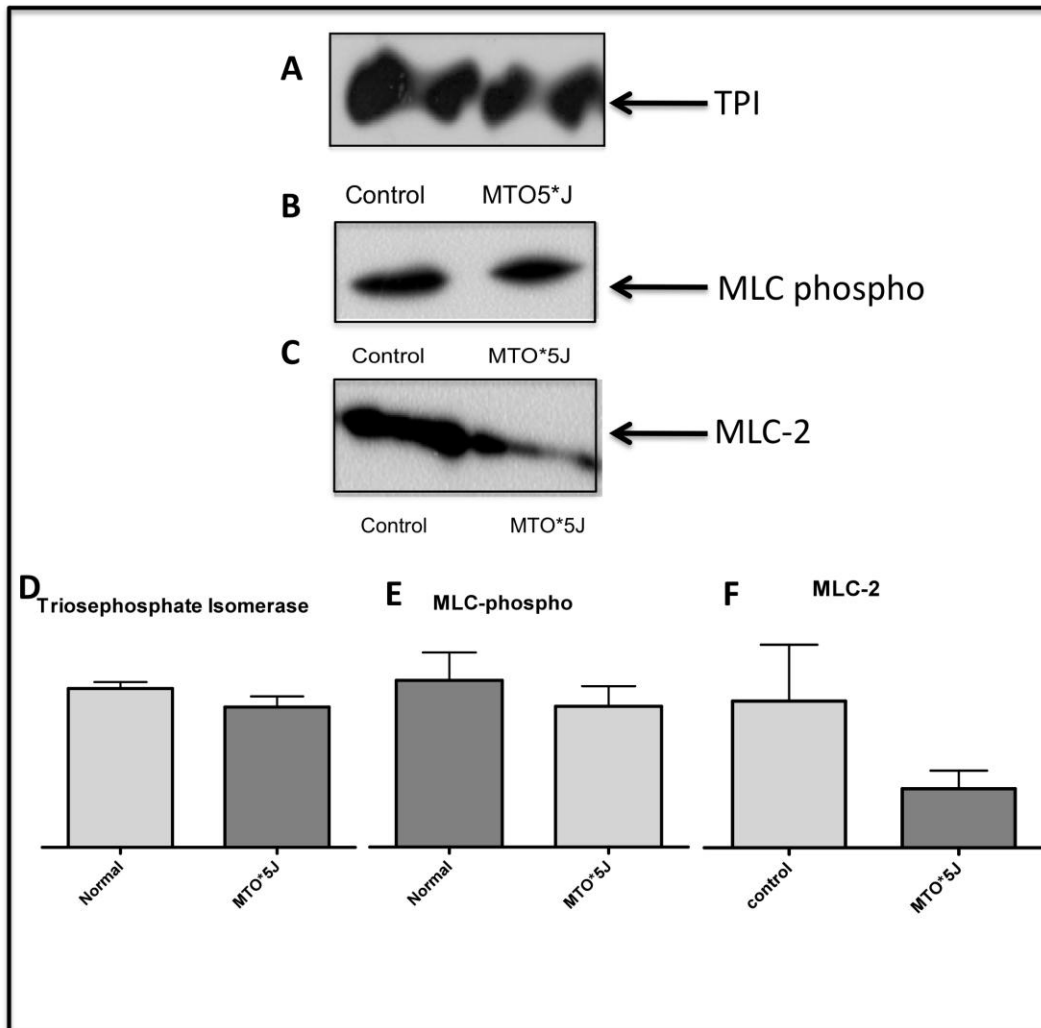 A
TPI
Control MTO5*J
B
MLC phospho
Control MTO*5J
C
MLC-2
Control MTO*5J
D
Triosephosphate Isomerase
Normal
MTO*5J
E
MLC-phospho
Normal
MTO*5J
F
MLC-2
control
MTO*5J